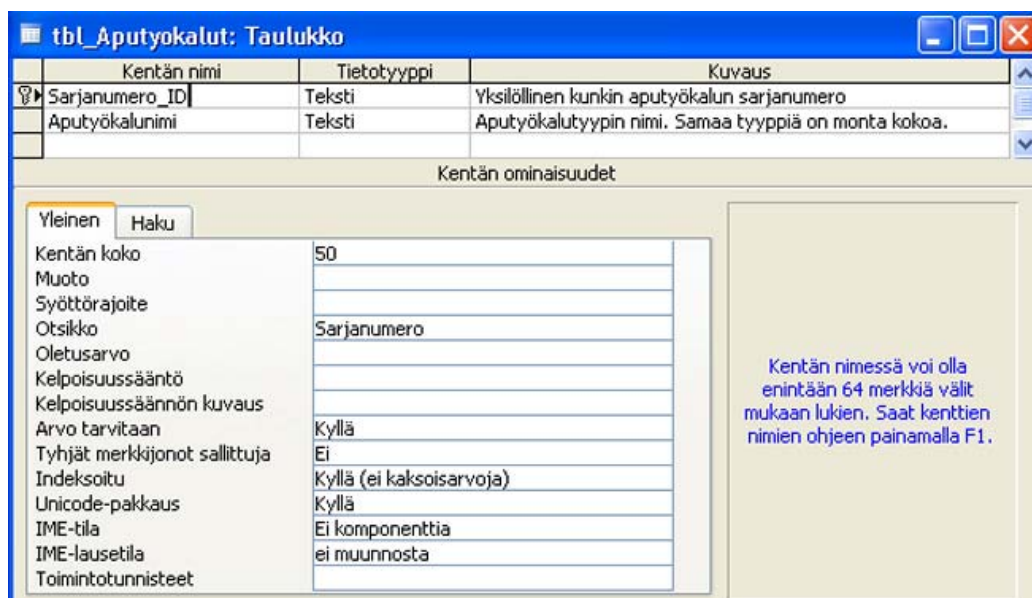 tbl_Aputyokalut: Taulukko
Kentän nimi Tietotyyppi Kuvaus
Sarjanumero_ID Teksti Yksilöllinen kunkin aputyökalun sarjanumero
Aputyökalunimi Teksti Aputyökalutyypin nimi. Samaa tyyppiä on monta kokoa.
Kentän ominaisuudet
Yleinen Haku
Kentän koko 50
Muoto
Syöttörajoite
Otsikko Sarjanumero
Oletusarvo
Kelpoisuussääntö
Kelpoisuussäännön kuvaus
Arvo tarvitaan Kyllä
Tyhjät merkkijonot sallittuja Ei
Indeksoitu Kyllä (ei kaksoisarvoja)
Unicode-pakkaus Kyllä
IME-tila Ei komponenttia
IME-lausetila ei muunnosta
Toimintotunnisteet
Kentän nimessä voi olla
enintään 64 merkkiä välit
mukaan lukien. Saat kenttien
nimien ohjeen painamalla F1.